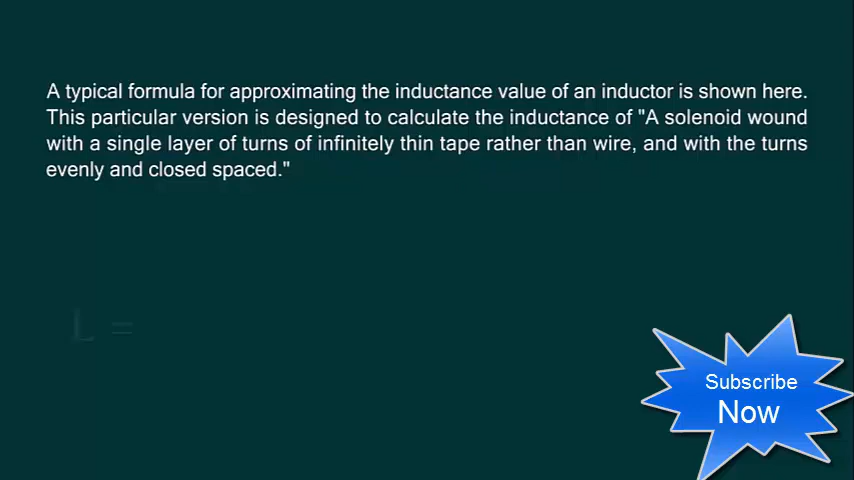 A typical formula for approximating the inductance value of an inductor is shown here.
This particular version is designed to calculate the inductance of "A solenoid wound
with a single layer of turns of infinitely thin tape rather than wire, and with the turns
evenly and closed spaced."
L =
Subscribe
Now